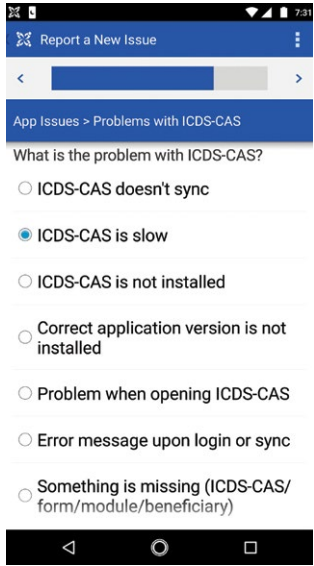 7:31
Report a New Issue
App Issues > Problems with ICDS-CAS
What is the problem with ICDS-CAS?
ICDS-CAS doesn't sync
ICDS-CAS is slow
ICDS-CAS is not installed
Correct application version is not
installed
Problem when opening ICDS-CAS
Error message upon login or sync
Something is missing (ICDS-CAS/
form/module/beneficiary)